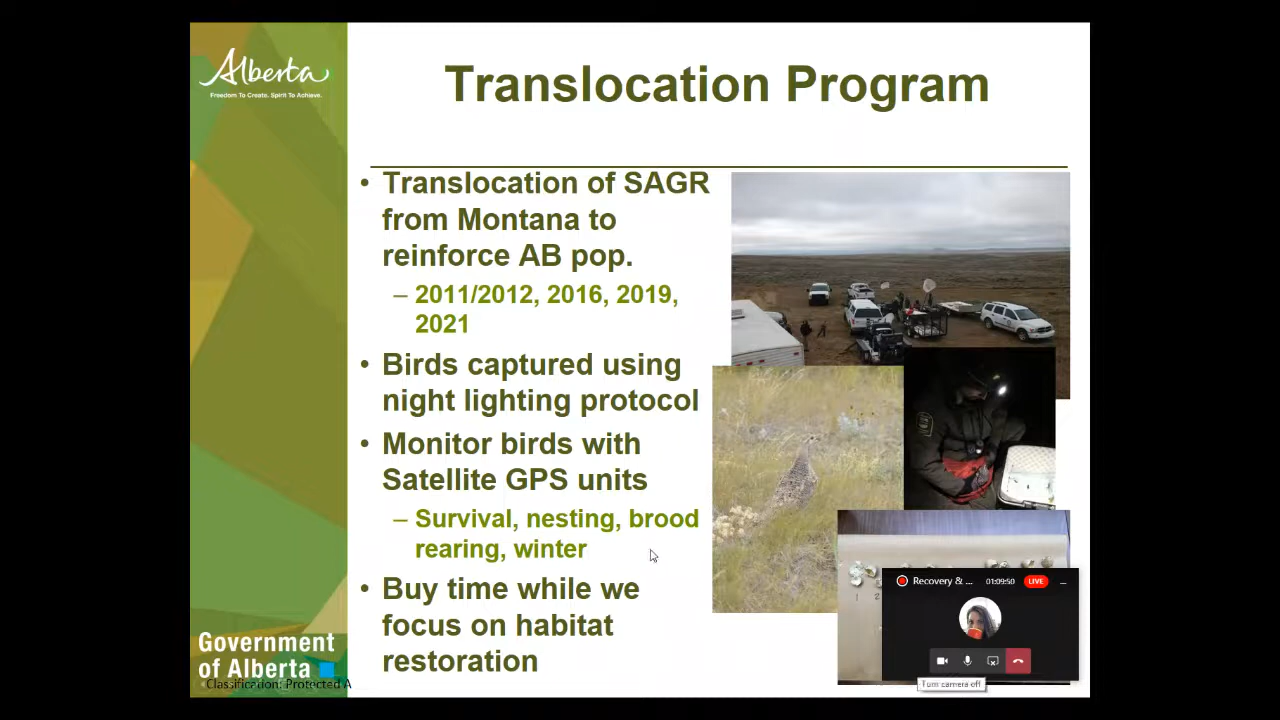 Alberta
Freedom To Create. Spirit To Achieve.
Translocation Program
• Translocation of SAGR
from Montana to
reinforce AB pop.
– 2011/2012, 2016, 2019,
2021
• Birds captured using
night lighting protocol
• Monitor birds with
Satellite GPS units
– Survival, nesting, brood
rearing, winter
• Buy time while we
focus on habitat
restoration
1 2
Recovery & ... 01:09:50 LIVE
Turn camera off
Government
of Alberta
Classification: Protected A